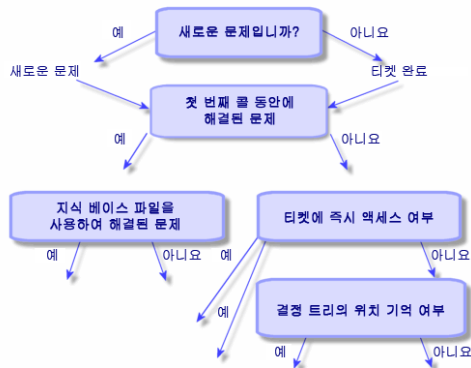 새로운 문제입니까?
예
아니요
새로운 문제
티켓 완료
첫 번째 콜 동안에
해결된 문제
예
아니요
지식 베이스 파일을
사용하여 해결된 문제
티켓에 즉시 액세스 여부
예
아니요
예
아니요
예
결정 트리의 위치 기억 여부
예
아니요